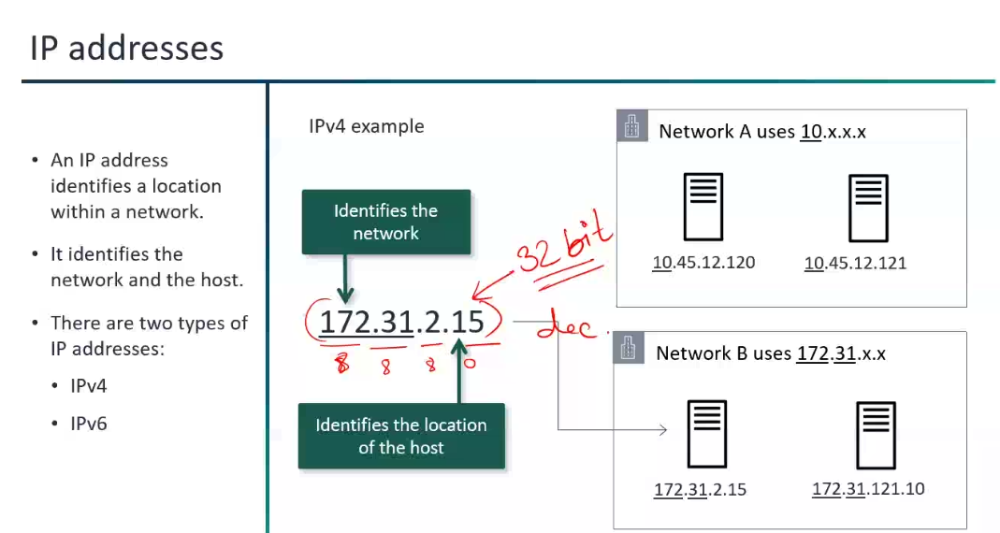 IP addresses
• An IP address
identifies a location
within a network.
• It identifies the
network and the host.
• There are two types of
IP addresses:
• IPv4
• IPv6
IPv4 example
Identifies the
network
32 bit
(172.31.2.15)
dec.
8 8 8 0
Identifies the location
of the host
Network A uses 10.x.x.x
10.45.12.120 10.45.12.121
Network B uses 172.31.x.x
172.31.2.15 172.31.121.10